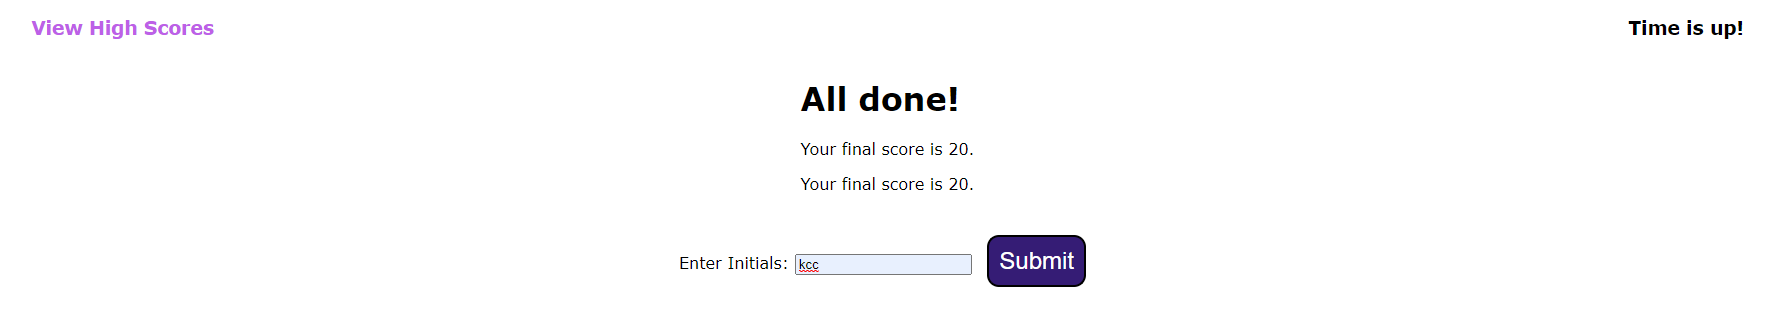 View High Scores
Time is up!
All done!
Your final score is 20.
Your final score is 20.
Enter Initials: kcc Submit